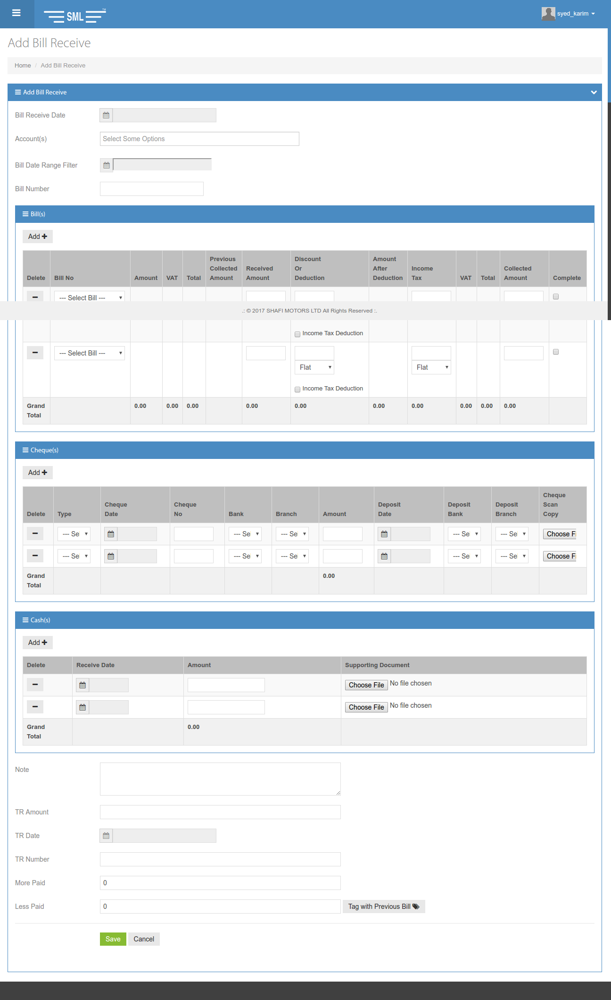 SML TM
syed_karim
Add Bill Receive
Home / Add Bill Receive
Add Bill Receive
Bill Receive Date
Account(s) Select Some Options
Bill Date Range Filter
Bill Number
Bill(s)
Add
Delete Bill No Amount VAT Total Previous Collected Amount Received Amount Discount Or Deduction Amount After Deduction Income Tax VAT Total Collected Amount Complete
--- Select Bill ---
.: © 2017 SHAFI MOTORS LTD All Rights Reserved :.
Income Tax Deduction
--- Select Bill ---
Flat Flat
Income Tax Deduction
Grand Total 0.00 0.00 0.00 0.00 0.00 0.00 0.00 0.00 0.00 0.00
Cheque(s)
Add
Delete Type Cheque Date Cheque No Bank Branch Amount Deposit Date Deposit Bank Deposit Branch Cheque Scan Copy
--- Sel --- Se --- Se --- Se --- Se Choose F
--- Sel --- Se --- Se --- Se --- Se Choose F
Grand Total 0.00
Cash(s)
Add
Delete Receive Date Amount Supporting Document
Choose File No file chosen
Choose File No file chosen
Grand Total 0.00
Note
TR Amount
TR Date
TR Number
More Paid 0
Less Paid 0 Tag with Previous Bill
Save Cancel